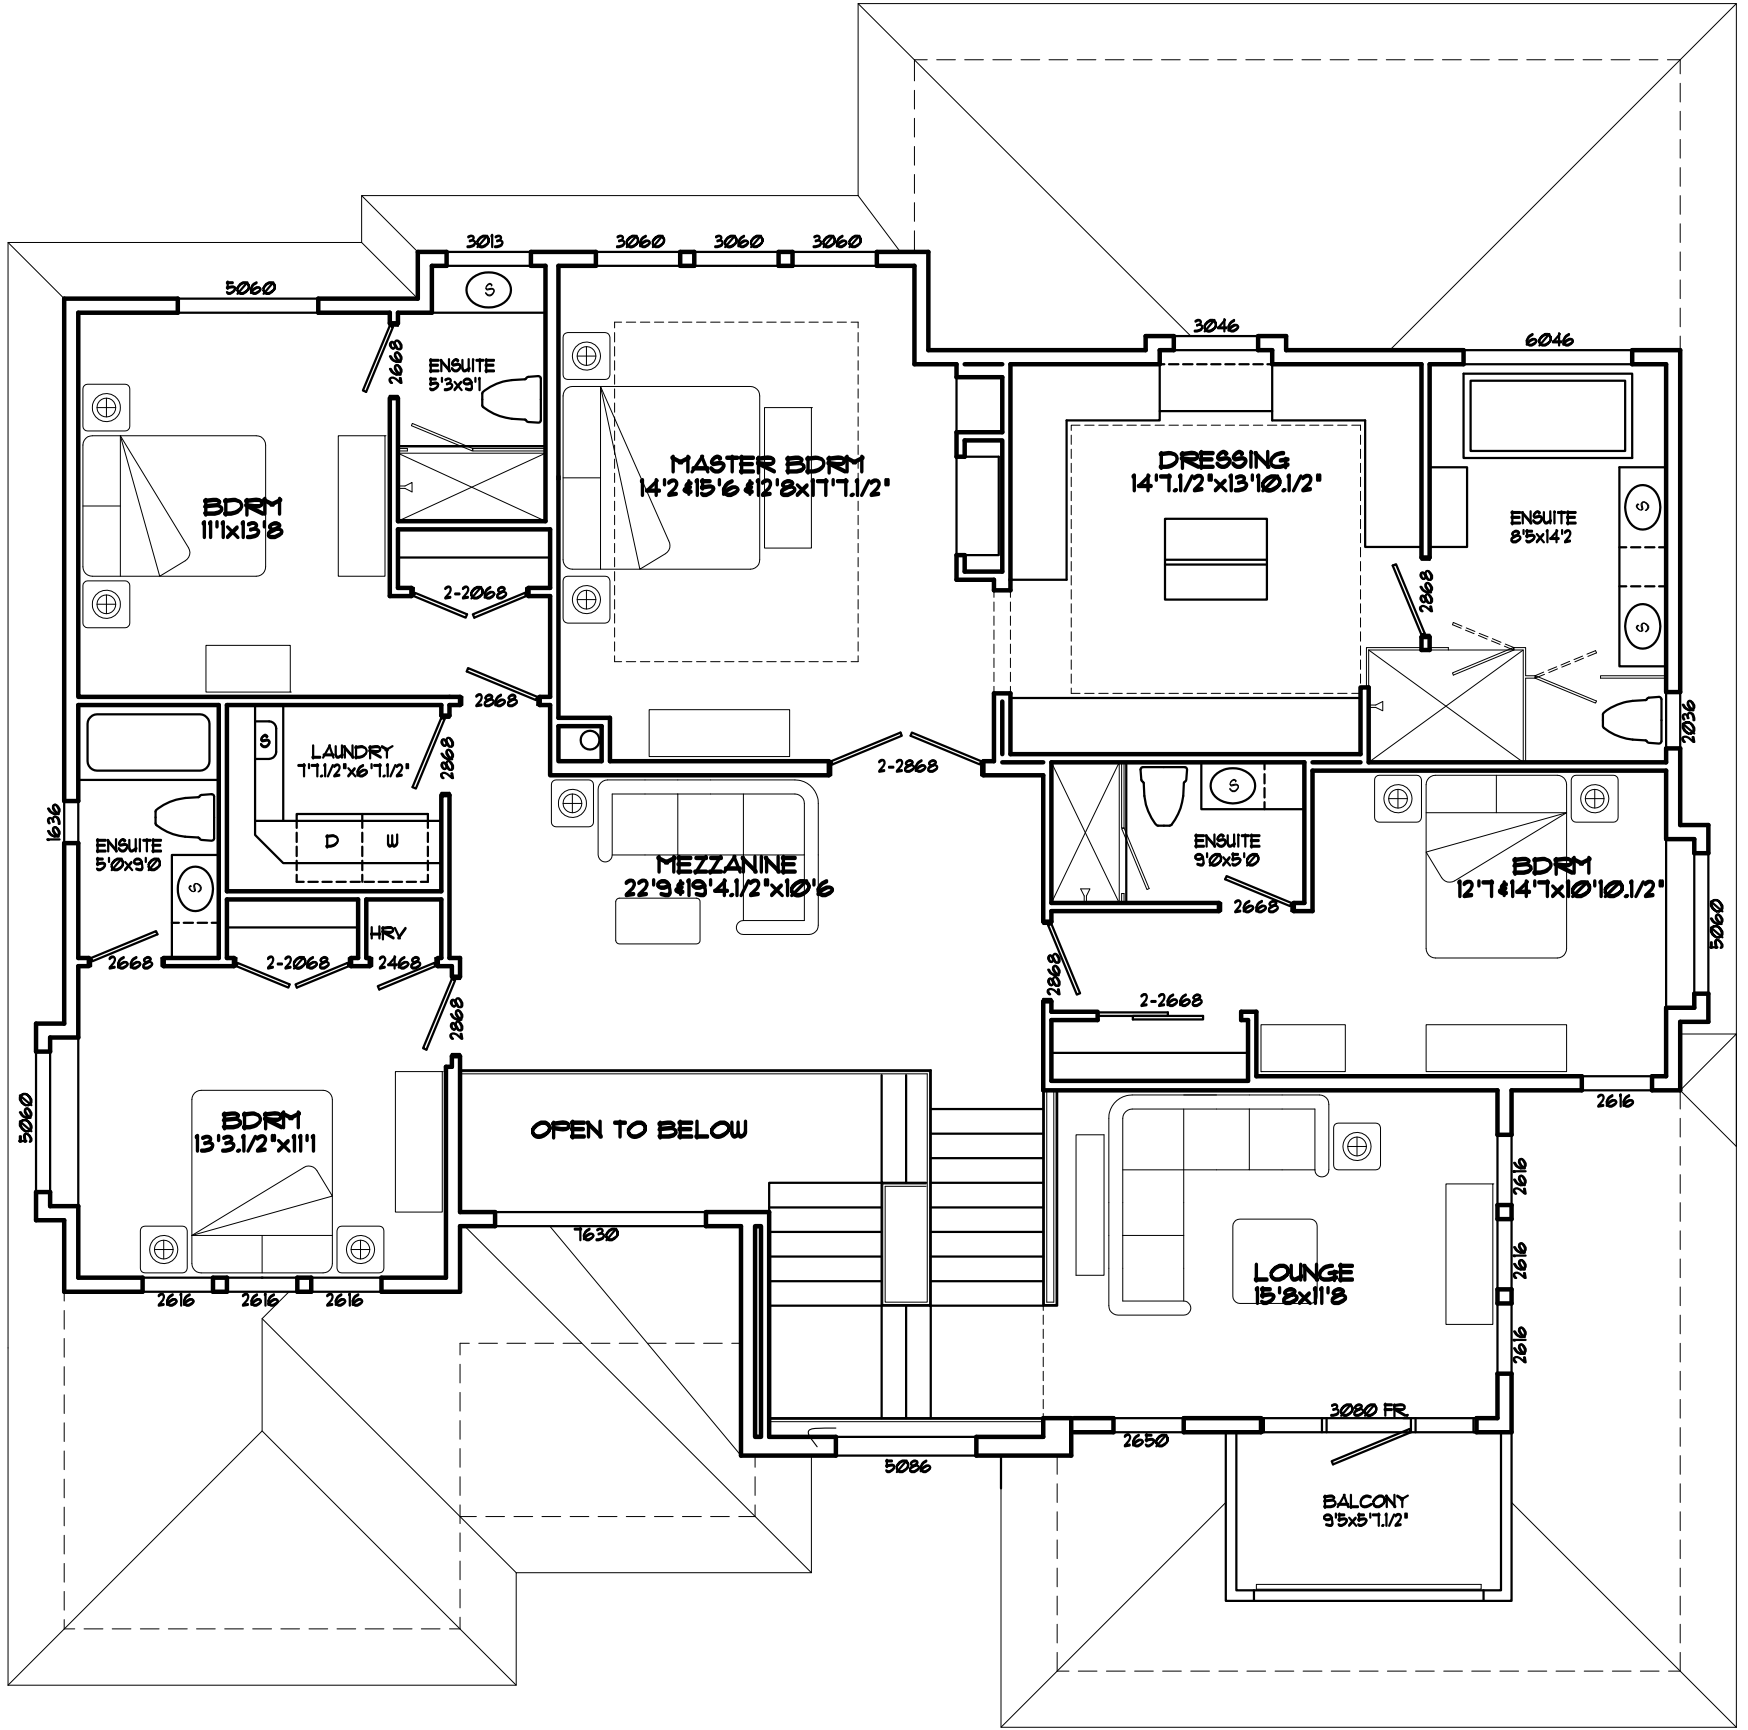 3013
3060
3060
3060
5060
3046
6046
2668
ENSUITE
5'3x9'1
S
MASTER BDRM
14'2&15'6&12'8x17'7.1/2"
DRESSING
14'7.1/2"x13'10.1/2"
BDRM
11'1x13'8
ENSUITE
8'5x14'2
S
S
2-2068
2868
2868
2036
LAUNDRY
7'7.1/2"x6'7.1/2"
S
2868
2-2868
1636
ENSUITE
5'0x9'0
S
D
W
MEZZANINE
22'9&19'4.1/2"x10'6
S
ENSUITE
9'0x5'0
2668
BDRM
12'7&14'7x10'10.1/2"
5060
HRV
2668
2-2068
2468
2868
2868
2-2668
5060
BDRM
13'3.1/2"x11'1
OPEN TO BELOW
2616
2616
2616
2616
7630
LOUNGE
15'8x11'8
2616
2616
2616
5086
2650
3080 FR
BALCONY
9'5x5'7.1/2"